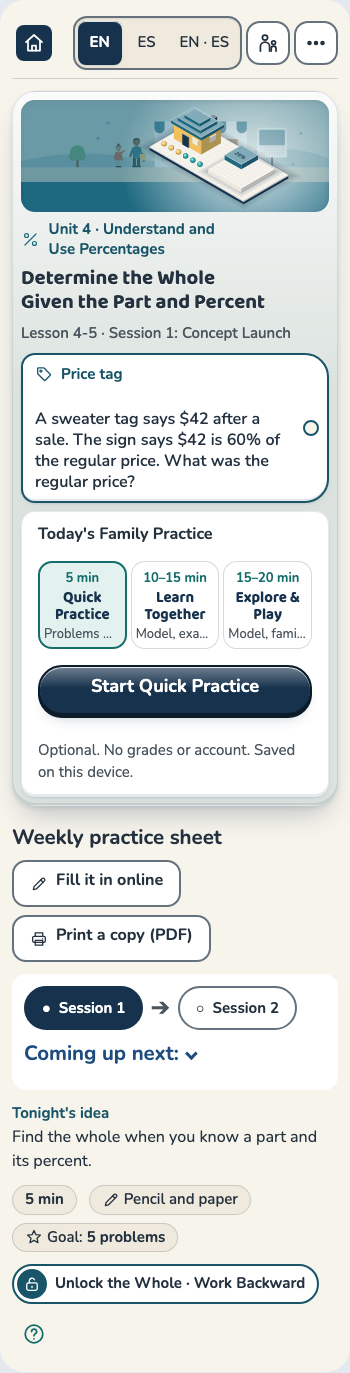 EN
ES
EN · ES
Unit 4 · Understand and
Use Percentages
Determine the Whole
Given the Part and Percent
Lesson 4-5 · Session 1: Concept Launch
Price tag
A sweater tag says $42 after a
sale. The sign says $42 is 60% of
the regular price. What was the
regular price?
Today's Family Practice
5 min
Quick
Practice
Problems ...
10–15 min
Learn
Together
Model, exa...
15–20 min
Explore &
Play
Model, fami...
Start Quick Practice
Optional. No grades or account. Saved
on this device.
Weekly practice sheet
Fill it in online
Print a copy (PDF)
Session 1
Session 2
Coming up next:
Tonight's idea
Find the whole when you know a part and
its percent.
5 min
Pencil and paper
Goal: 5 problems
Unlock the Whole · Work Backward